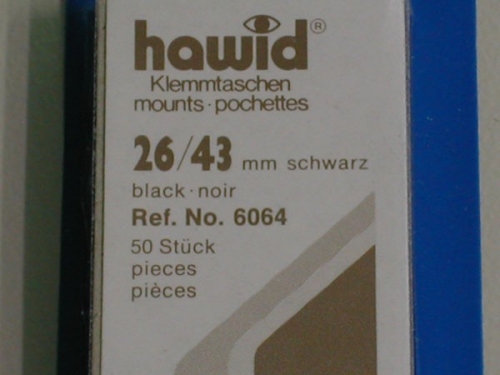 hawid®
Klemmtaschen
mounts·pochettes
26/43 mm schwarz
black·noir
Ref. No. 6064
50 Stück
pieces
pièces